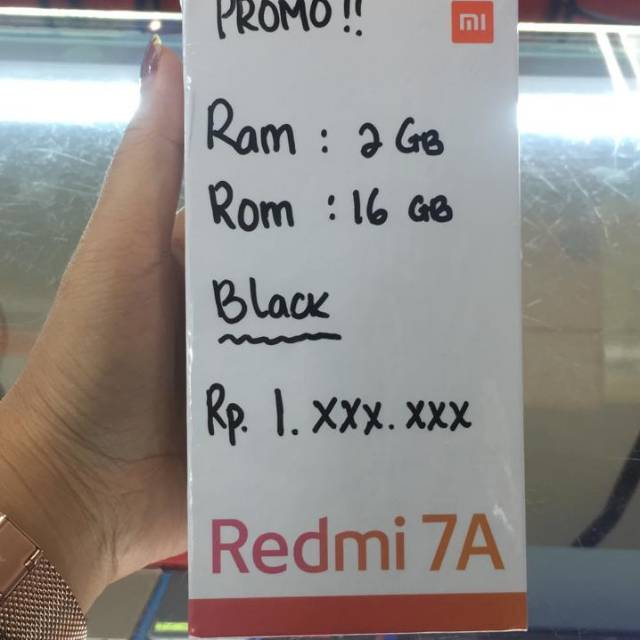 PROMO!!
mi
Ram : 2 GB
Rom : 16 GB
Black
Rp. 1.xxx.xxx
Redmi 7A